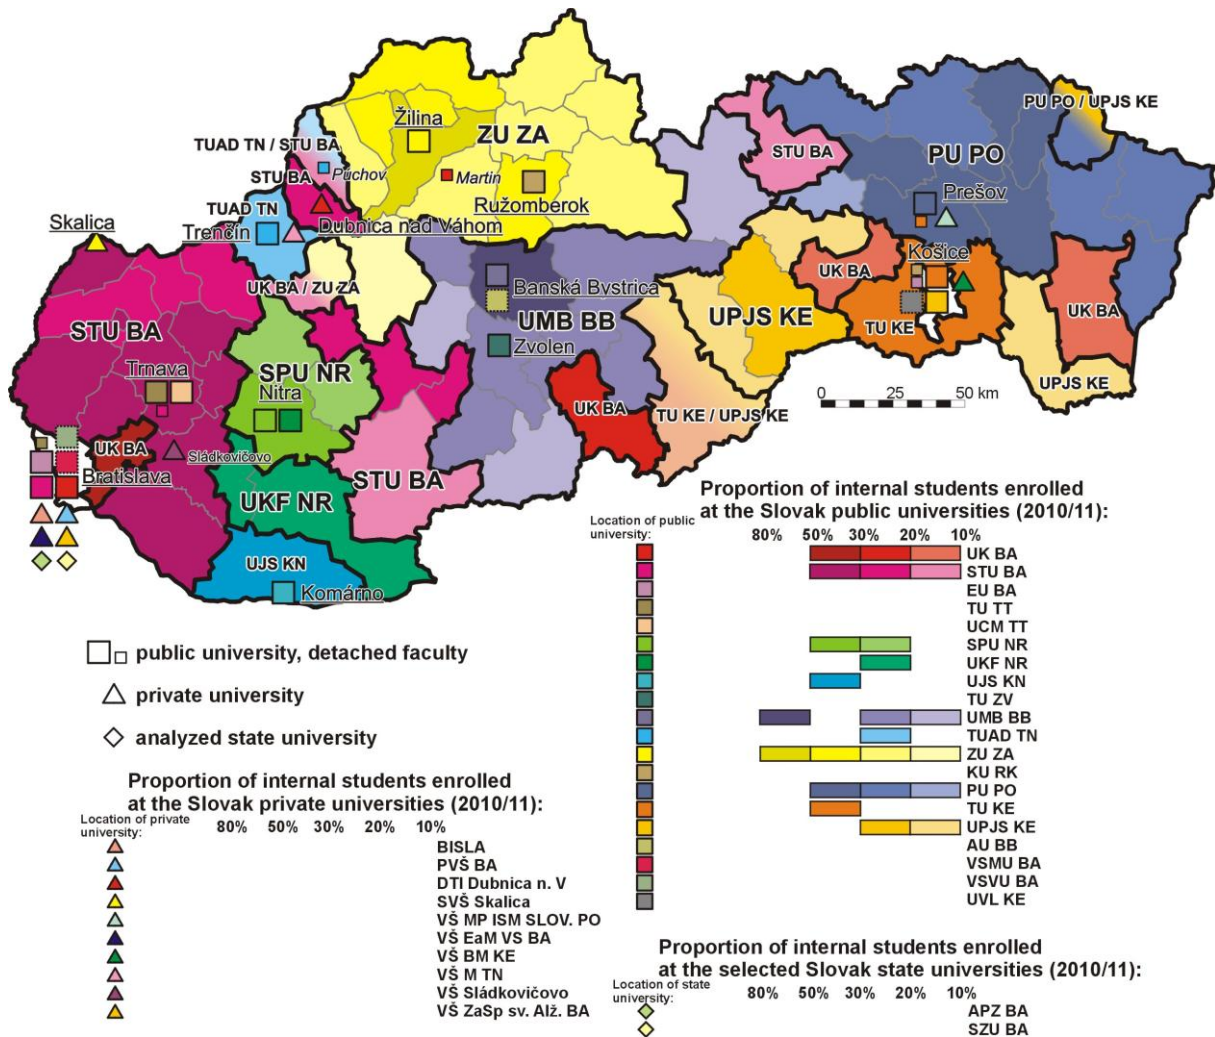 PU PO / UPJS KE
Žilina
ZU ZA
TUAD TN / STU BA
STU BA
Púchov
Martin
STU BA
PU PO
Ružomberok
Prešov
TUAD TN
Skalica
Trenčín
Dubnica nad Váhom
Košice
UK BA
UK BA / ZU ZA
Banská Bystrica
UPJS KE
STU BA
UMB BB
TU KE
UK BA
Zvolen
SPU NR
Trnava
Nitra
UPJS KE
0 25 50 km
UK BA
TU KE / UPJS KE
UK BA
Sládkovičovo
Bratislava
UKF NR
STU BA
UJS KN
Komárno
public university, detached faculty
private university
analyzed state university
Proportion of internal students enrolled
at the Slovak public universities (2010/11):
Location of public
university:
80% 50% 30% 20% 10%
UK BA
STU BA
EU BA
TU TT
UCM TT
SPU NR
UKF NR
UJS KN
TU ZV
UMB BB
TUAD TN
ZU ZA
KU RK
PU PO
TU KE
UPJS KE
AU BB
VSMU BA
VSVU BA
UVL KE
Proportion of internal students enrolled
at the Slovak private universities (2010/11):
Location of private
university:
80% 50% 30% 20% 10%
BISLA
PVŠ BA
DTI Dubnica n. V
SVŠ Skalica
VŠ MP ISM SLOV. PO
VŠ EaM VS BA
VŠ BM KE
VŠ M TN
VŠ Sládkovičovo
VŠ ZaSp sv. Alž. BA
Proportion of internal students enrolled
at the selected Slovak state universities (2010/11):
Location of state
university:
80% 50% 30% 20% 10%
APZ BA
SZU BA